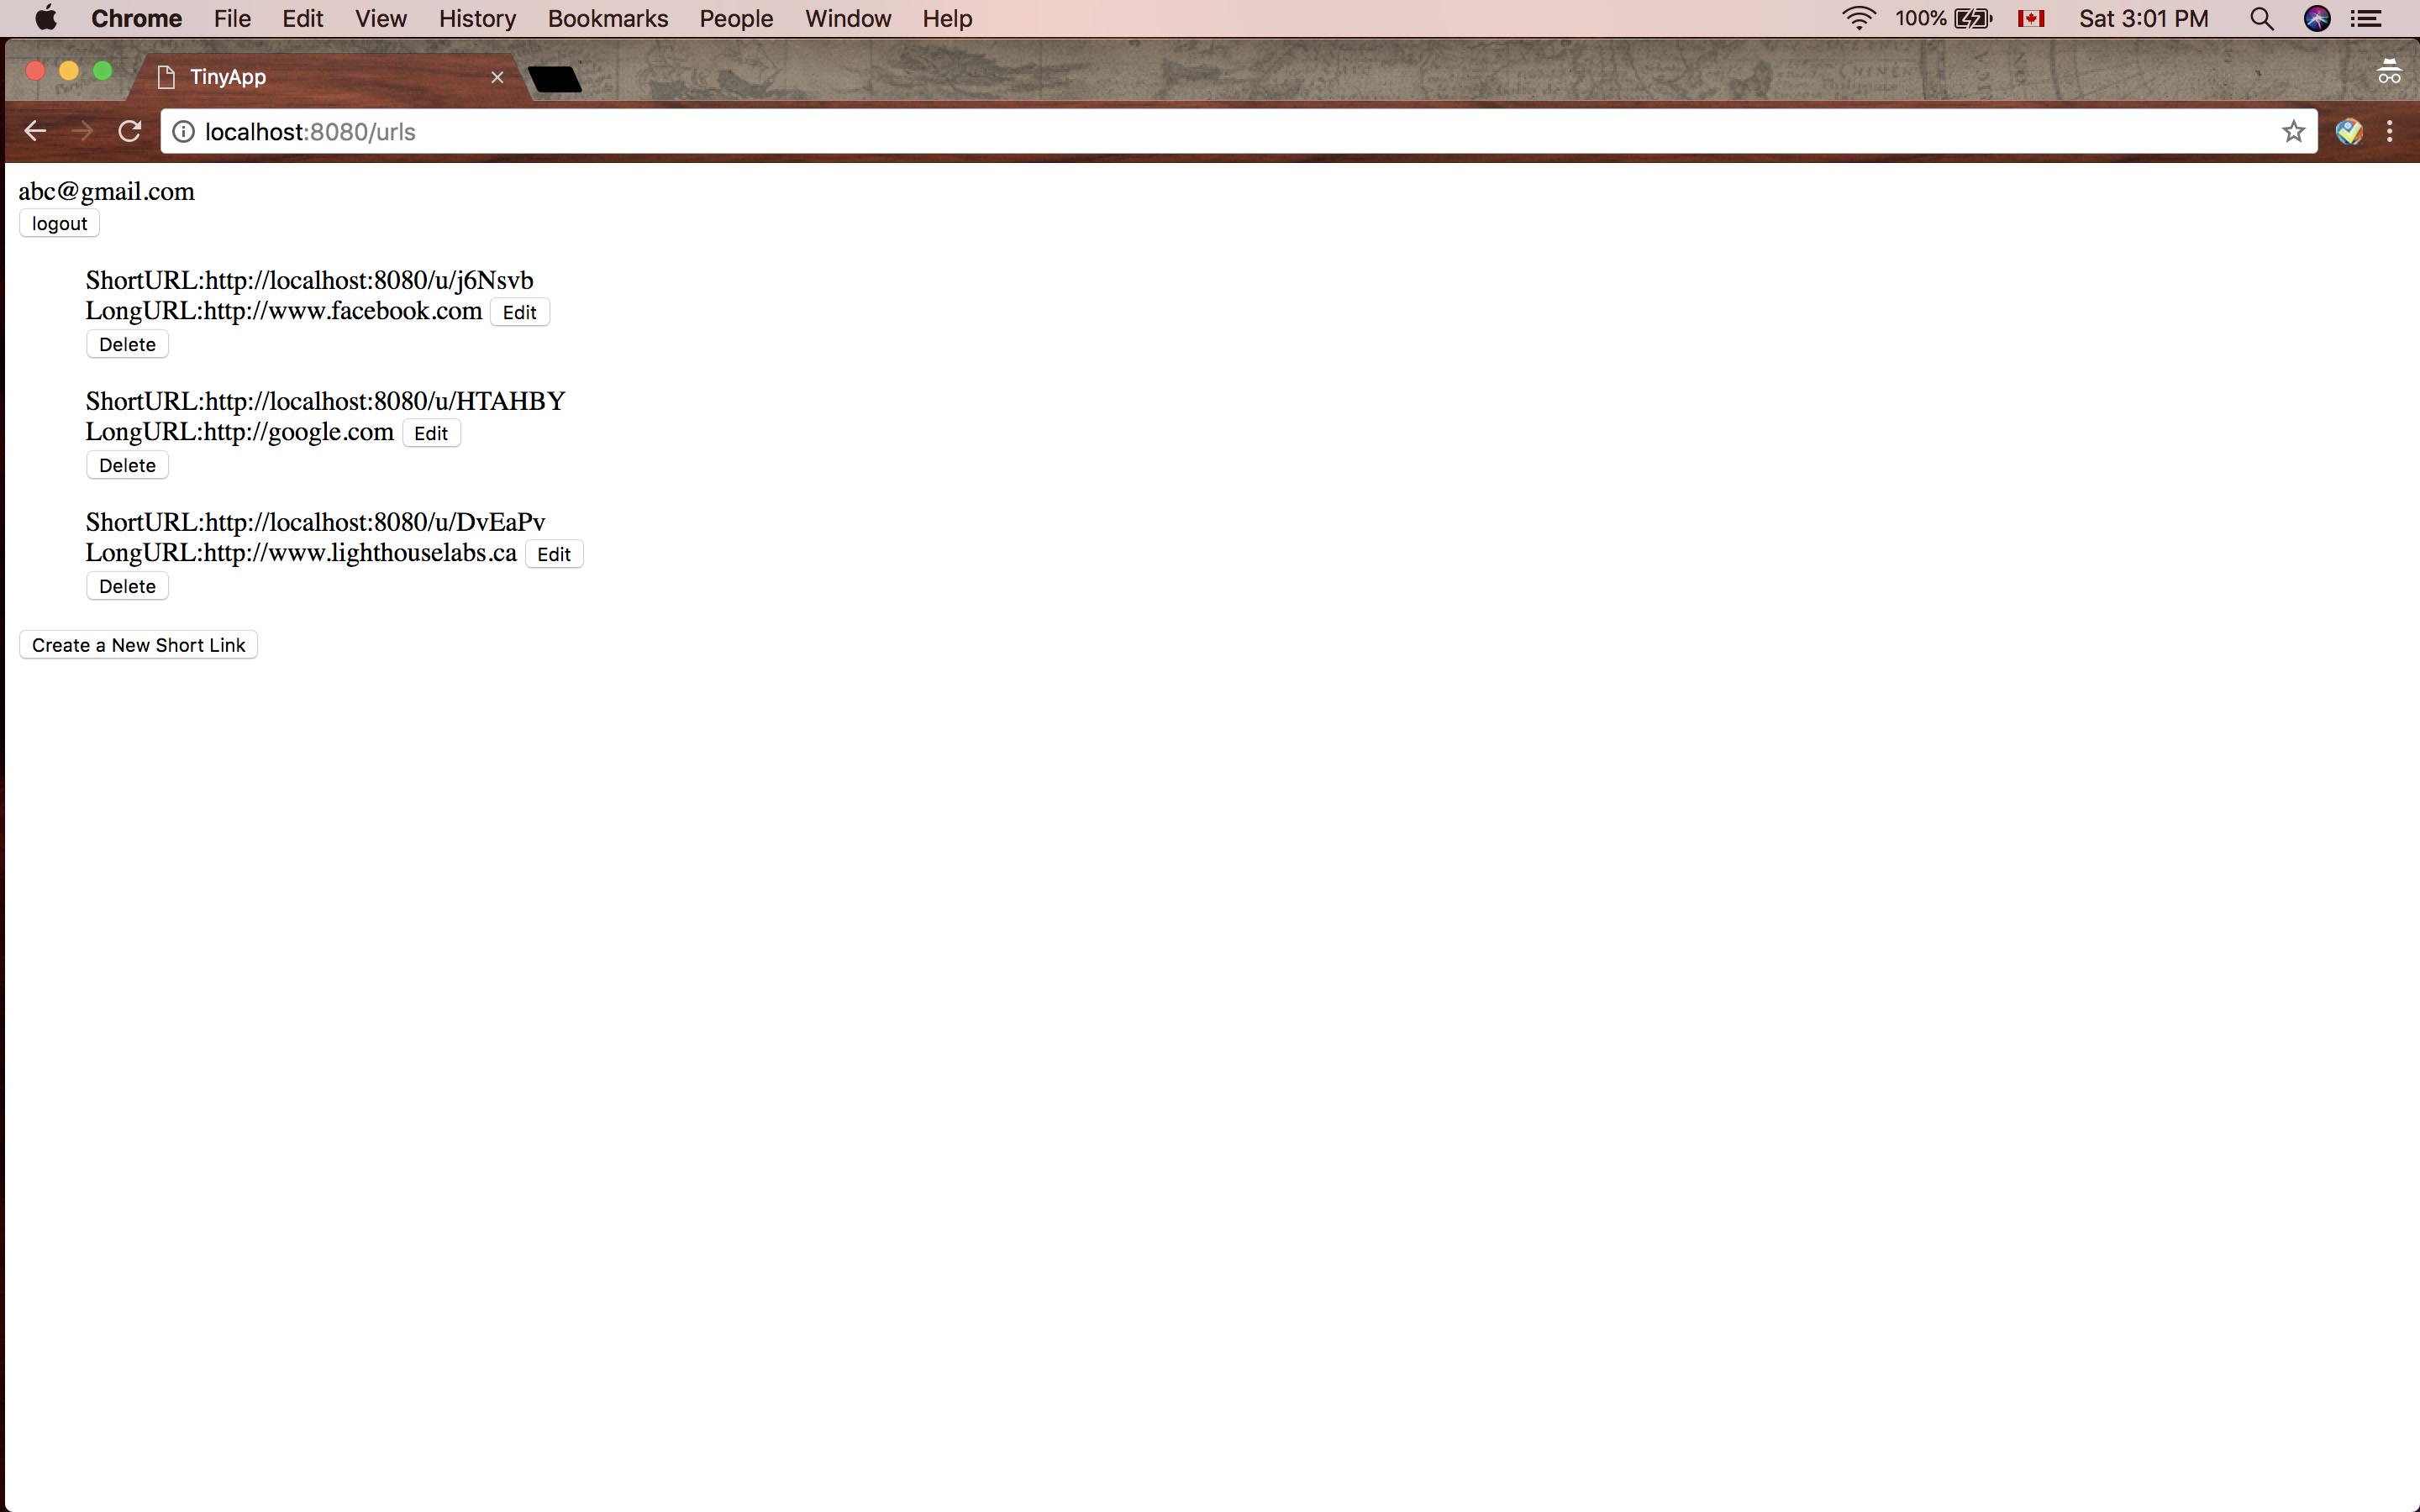 Chrome File Edit View History Bookmarks People Window Help 100% Sat 3:01 PM
TinyApp
localhost:8080/urls
abc@gmail.com
logout
ShortURL:http://localhost:8080/u/j6Nsvb
LongURL:http://www.facebook.com Edit
Delete
ShortURL:http://localhost:8080/u/HTAHBY
LongURL:http://google.com Edit
Delete
ShortURL:http://localhost:8080/u/DvEaPv
LongURL:http://www.lighthouselabs.ca Edit
Delete
Create a New Short Link